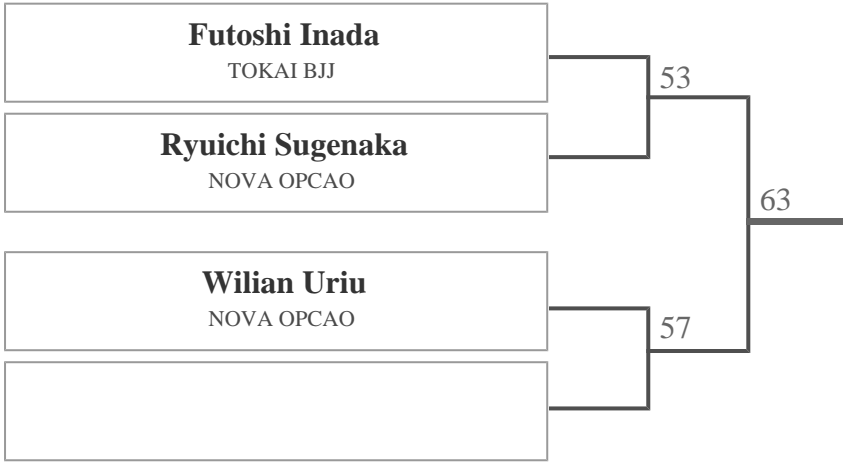 Futoshi Inada
TOKAI BJJ
53
Ryuichi Sugenaka
NOVA OPCAO
63
Wilian Uriu
NOVA OPCAO
57